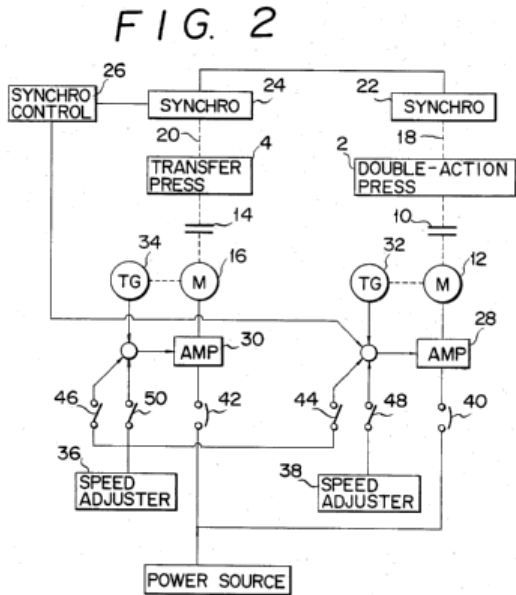 FIG. 2
26
24
22
SYNCHRO
CONTROL
SYNCHRO
SYNCHRO
20
4
18
2
TRANSFER
PRESS
DOUBLE-ACTION
PRESS
14
10
34
16
32
12
TG
M
TG
M
30
28
AMP
AMP
46
50
42
44
48
40
36
38
SPEED
ADJUSTER
SPEED
ADJUSTER
POWER SOURCE